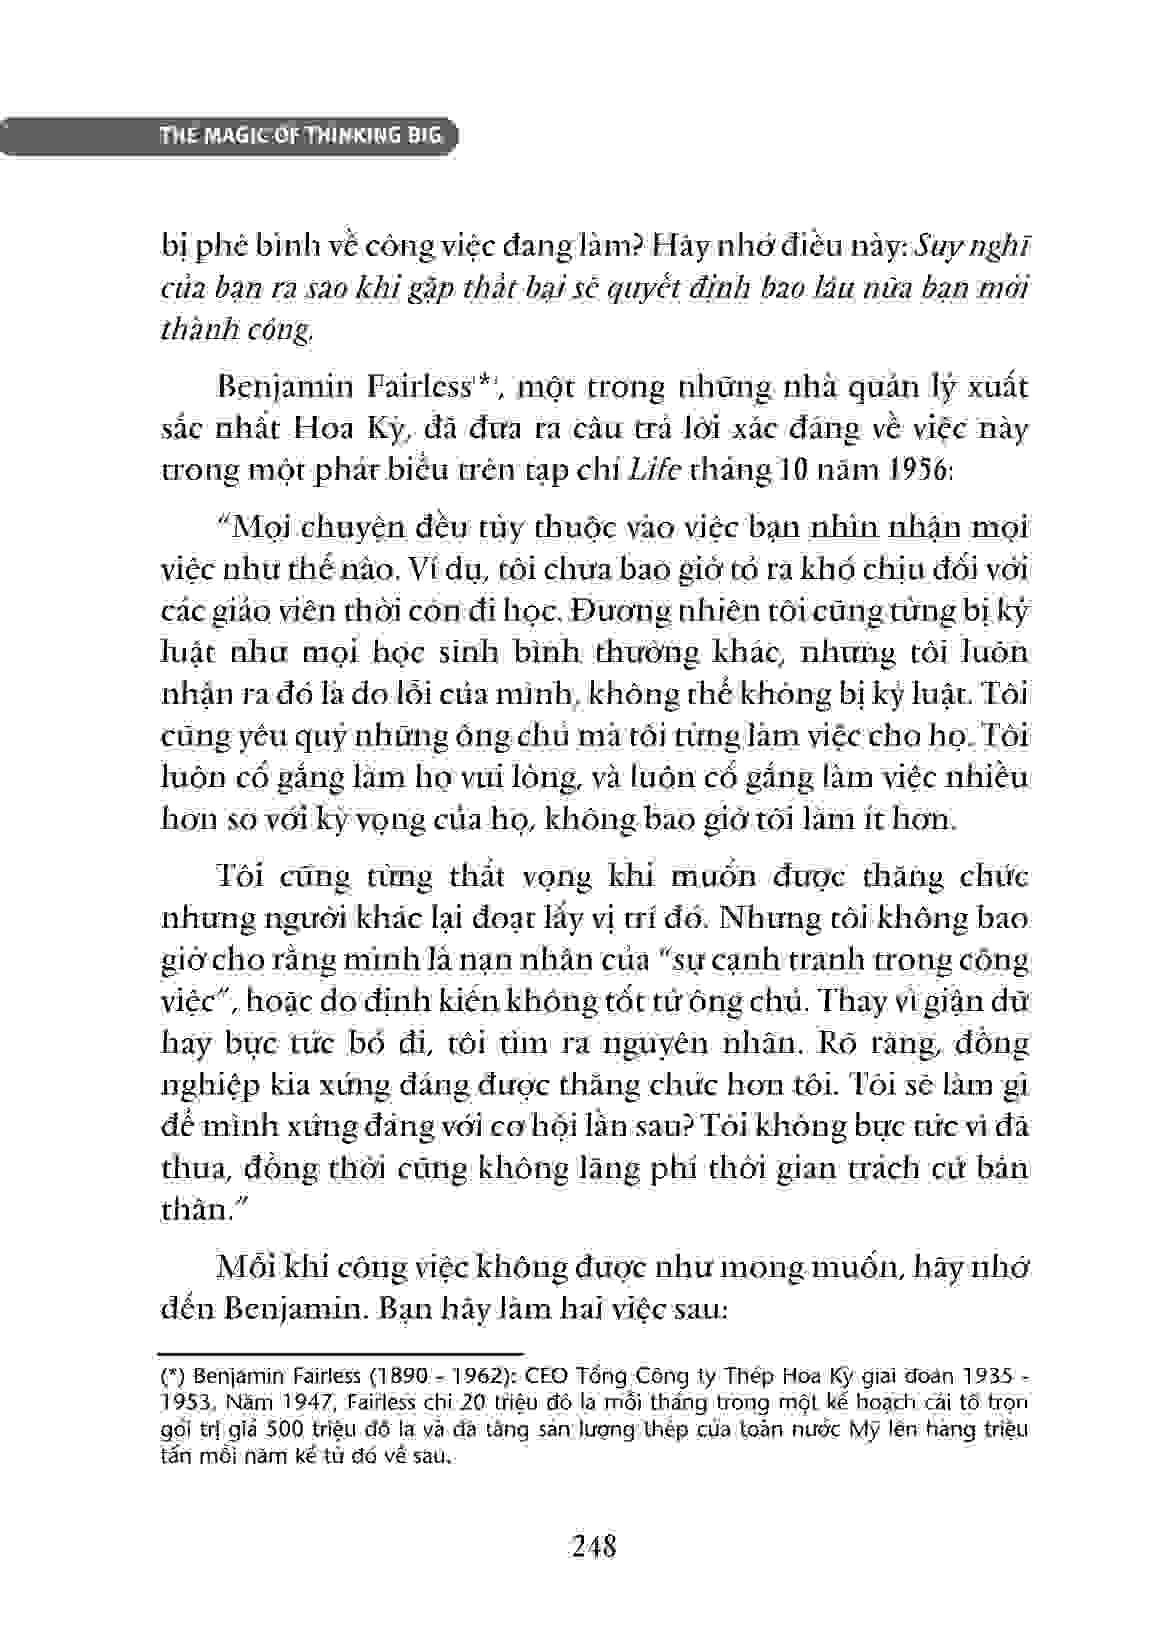 THE MAGIC OF THINKING BIG
bị phê bình về công việc đang làm? Hãy nhớ điều này: Suy nghĩ
của bạn ra sao khi gặp thất bại sẽ quyết định bao lâu nữa bạn mới
thành công.
Benjamin Fairless(*), một trong những nhà quản lý xuất
sắc nhất Hoa Kỳ, đã đưa ra câu trả lời xác đáng về việc này
trong một phát biểu trên tạp chí Life tháng 10 năm 1956:
“Mọi chuyện đều tùy thuộc vào việc bạn nhìn nhận mọi
việc như thế nào. Ví dụ, tôi chưa bao giờ tỏ ra khó chịu đối với
các giáo viên thời còn đi học. Đương nhiên tôi cũng từng bị kỷ
luật như mọi học sinh bình thường khác, nhưng tôi luôn
nhận ra đó là do lỗi của mình, không thể không bị kỷ luật. Tôi
cũng yêu quý những ông chủ mà tôi từng làm việc cho họ. Tôi
luôn cố gắng làm họ vui lòng, và luôn cố gắng làm việc nhiều
hơn so với kỳ vọng của họ, không bao giờ tôi làm ít hơn.
Tôi cũng từng thất vọng khi muốn được thăng chức
nhưng người khác lại đoạt lấy vị trí đó. Nhưng tôi không bao
giờ cho rằng mình là nạn nhân của “sự cạnh tranh trong công
việc”, hoặc do định kiến không tốt từ ông chủ. Thay vì giận dữ
hay bực tức bỏ đi, tôi tìm ra nguyên nhân. Rõ ràng, đồng
nghiệp kia xứng đáng được thăng chức hơn tôi. Tôi sẽ làm gì
để mình xứng đáng với cơ hội lần sau? Tôi không bực tức vì đã
thua, đồng thời cũng không lãng phí thời gian trách cứ bản
thân.”
Mỗi khi công việc không được như mong muốn, hãy nhớ
đến Benjamin. Bạn hãy làm hai việc sau:
(*) Benjamin Fairless (1890 - 1962): CEO Tổng Công ty Thép Hoa Kỳ giai đoạn 1935 -
1953. Năm 1947, Fairless chi 20 triệu đô la mỗi tháng trong một kế hoạch cải tổ trọn
gói trị giá 500 triệu đô la và đã tăng sản lượng thép của toàn nước Mỹ lên hàng triệu
tấn mỗi năm kể từ đó về sau.
248